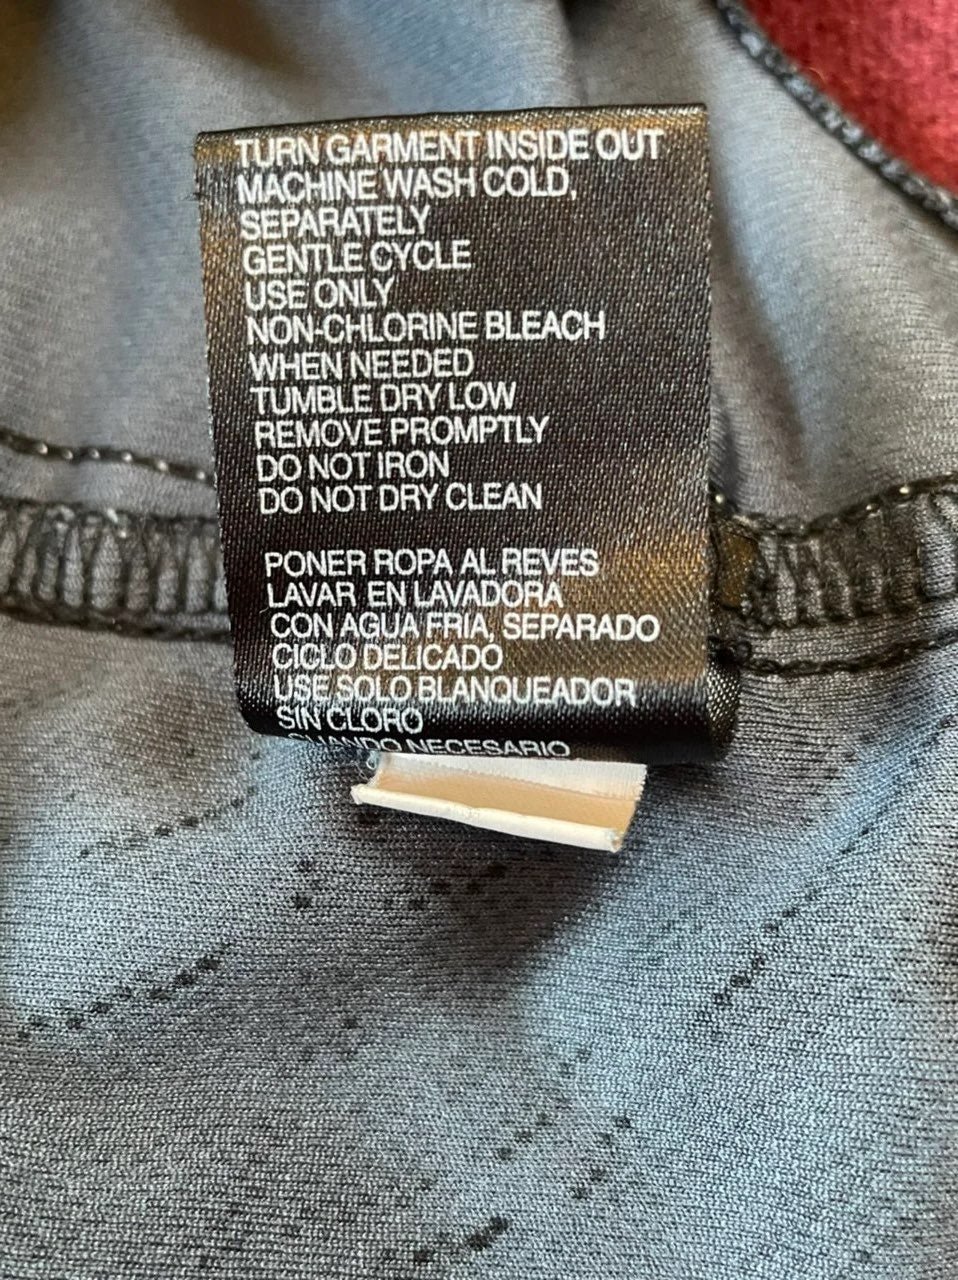 TURN GARMENT INSIDE OUT
MACHINE WASH COLD,
SEPARATELY
GENTLE CYCLE
USE ONLY
NON-CHLORINE BLEACH
WHEN NEEDED
TUMBLE DRY LOW
REMOVE PROMPTLY
DO NOT IRON
DO NOT DRY CLEAN
PONER ROPA AL REVES
LAVAR EN LAVADORA
CON AGUA FRIA, SEPARADO
CICLO DELICADO
USE SOLO BLANQUEADOR
SIN CLORO
CUANDO NECESARIO